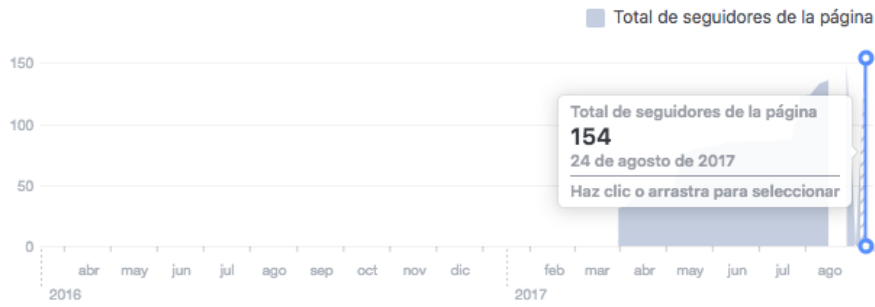 Total de seguidores de la página
150
100
50
0
Total de seguidores de la página
154
24 de agosto de 2017
Haz clic o arrastra para seleccionar
abr may jun jul ago sep oct nov dic feb mar abr may jun jul ago
2016 2017